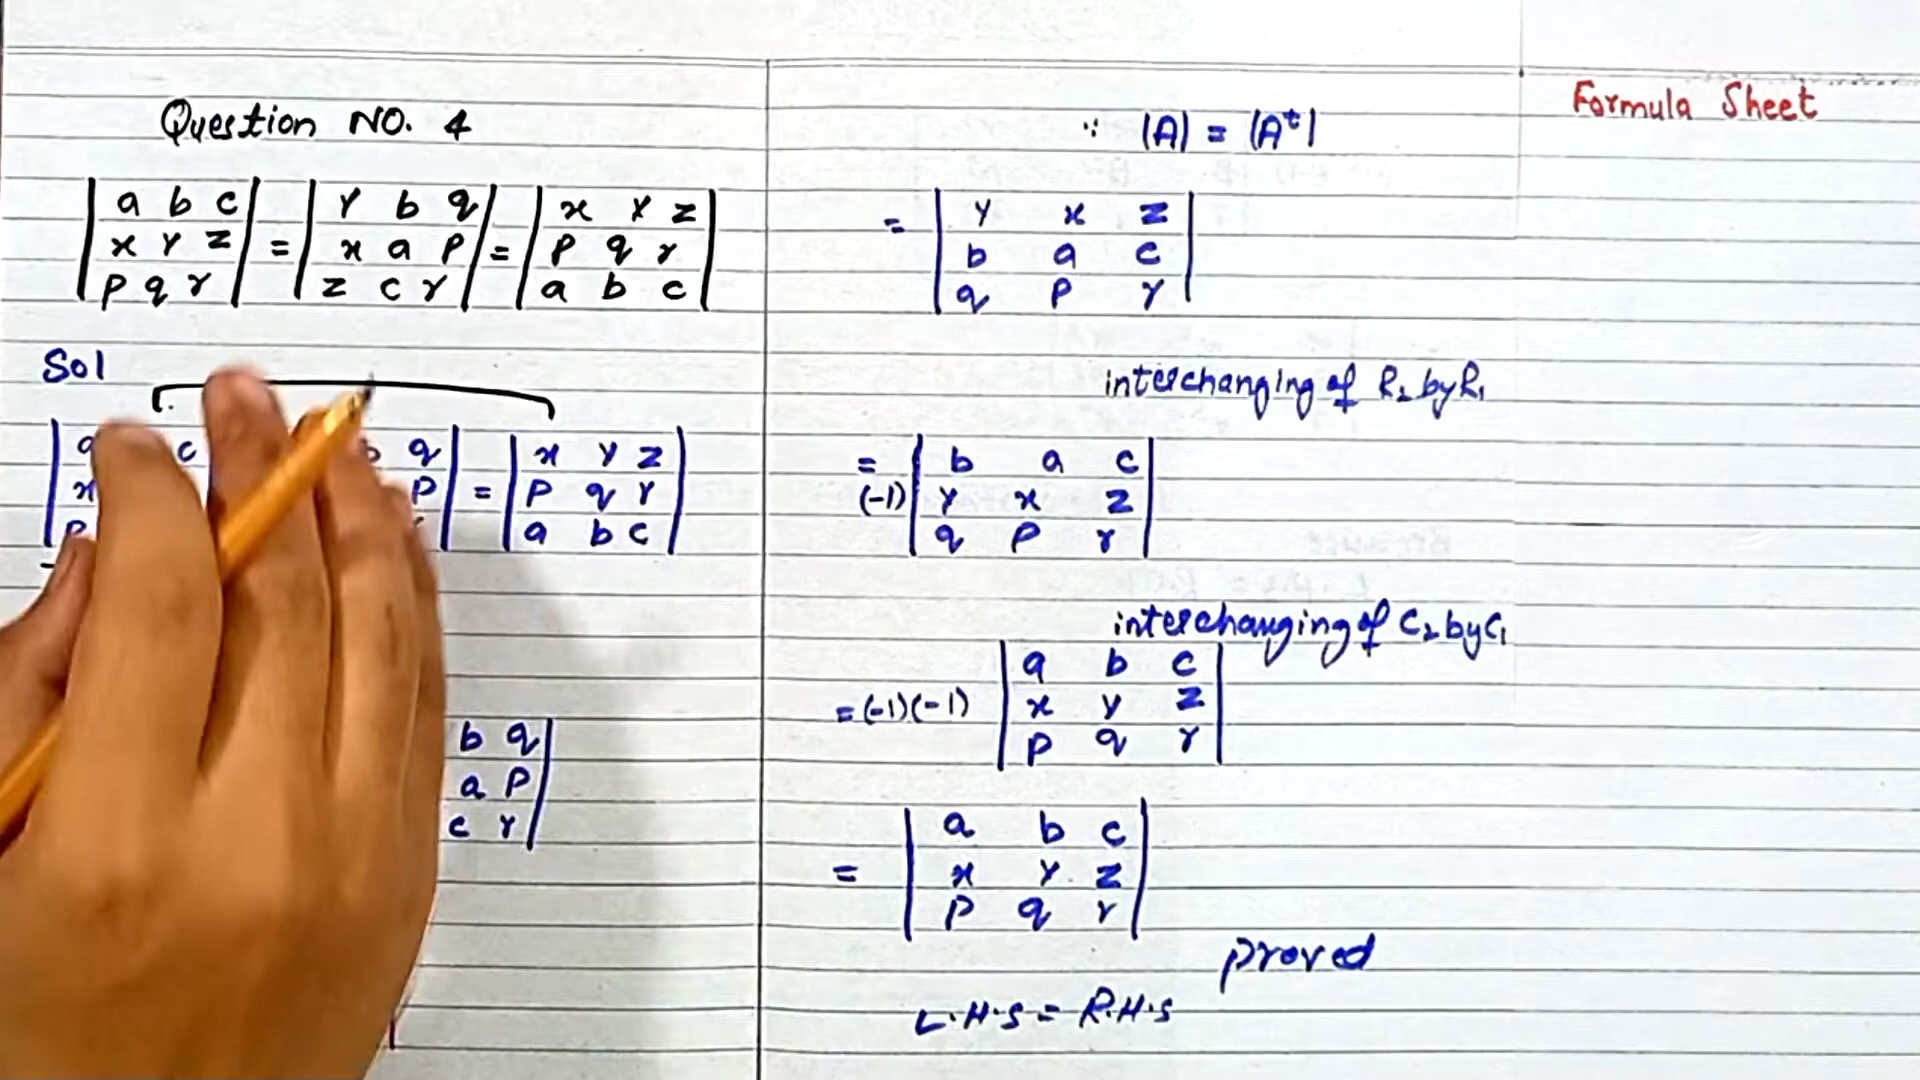 Question NO. 4
| a b c | = | y b q | = | x y z |
| x y z | | x a p | | p q r |
| p q r | | z c r | | a b c |
Sol
c q | = | x y z |
x p | p q r |
p | a b c |
b q |
a p |
c r |
∵ |A| = |Aᵗ|
= | y x z |
| b a c |
| q p r |
interchanging of R₂ by R₁
= (-1) | b a c |
| y x z |
| q p r |
interchanging of C₂ by C₁
= (-1)(-1) | a b c |
| x y z |
| p q r |
= | a b c |
| x y z |
| p q r |
proved
L.H.S = R.H.S
Formula Sheet